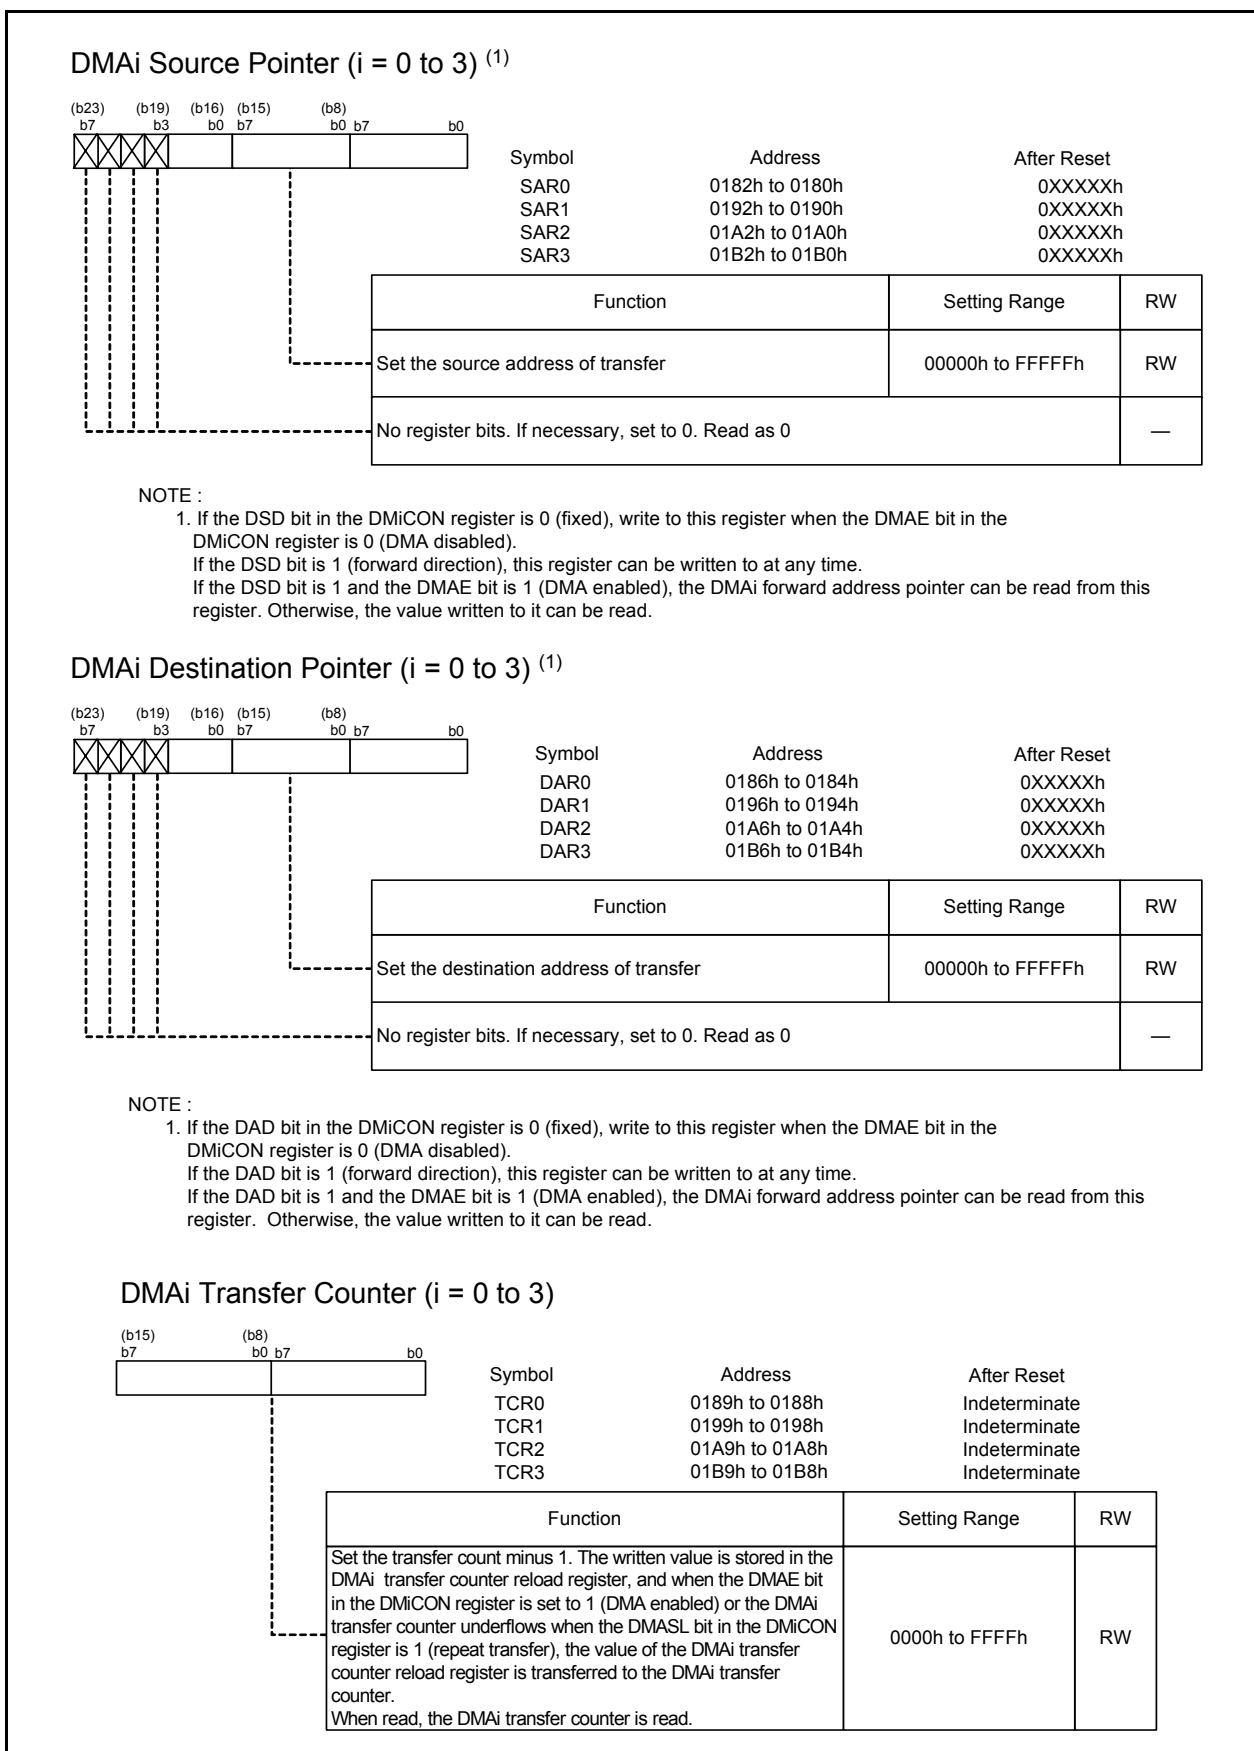 DMAi Source Pointer (i = 0 to 3) (1)
(b23) (b19) (b16) (b15) (b8)
b7 b3 b0 b7 b0 b7 b0
Symbol Address After Reset
SAR0 0182h to 0180h 0XXXXXh
SAR1 0192h to 0190h 0XXXXXh
SAR2 01A2h to 01A0h 0XXXXXh
SAR3 01B2h to 01B0h 0XXXXXh
Function Setting Range RW
Set the source address of transfer 00000h to FFFFFh RW
No register bits. If necessary, set to 0. Read as 0 —
NOTE :
1. If the DSD bit in the DMiCON register is 0 (fixed), write to this register when the DMAE bit in the
DMiCON register is 0 (DMA disabled).
If the DSD bit is 1 (forward direction), this register can be written to at any time.
If the DSD bit is 1 and the DMAE bit is 1 (DMA enabled), the DMAi forward address pointer can be read from this
register. Otherwise, the value written to it can be read.
DMAi Destination Pointer (i = 0 to 3) (1)
(b23) (b19) (b16) (b15) (b8)
b7 b3 b0 b7 b0 b7 b0
Symbol Address After Reset
DAR0 0186h to 0184h 0XXXXXh
DAR1 0196h to 0194h 0XXXXXh
DAR2 01A6h to 01A4h 0XXXXXh
DAR3 01B6h to 01B4h 0XXXXXh
Function Setting Range RW
Set the destination address of transfer 00000h to FFFFFh RW
No register bits. If necessary, set to 0. Read as 0 —
NOTE :
1. If the DAD bit in the DMiCON register is 0 (fixed), write to this register when the DMAE bit in the
DMiCON register is 0 (DMA disabled).
If the DAD bit is 1 (forward direction), this register can be written to at any time.
If the DAD bit is 1 and the DMAE bit is 1 (DMA enabled), the DMAi forward address pointer can be read from this
register. Otherwise, the value written to it can be read.
DMAi Transfer Counter (i = 0 to 3)
(b15) (b8)
b7 b0 b7 b0
Symbol Address After Reset
TCR0 0189h to 0188h Indeterminate
TCR1 0199h to 0198h Indeterminate
TCR2 01A9h to 01A8h Indeterminate
TCR3 01B9h to 01B8h Indeterminate
Function Setting Range RW
Set the transfer count minus 1. The written value is stored in the
DMAi transfer counter reload register, and when the DMAE bit
in the DMiCON register is set to 1 (DMA enabled) or the DMAi
transfer counter underflows when the DMASL bit in the DMiCON
register is 1 (repeat transfer), the value of the DMAi transfer
counter reload register is transferred to the DMAi transfer
counter.
When read, the DMAi transfer counter is read.
0000h to FFFFh RW